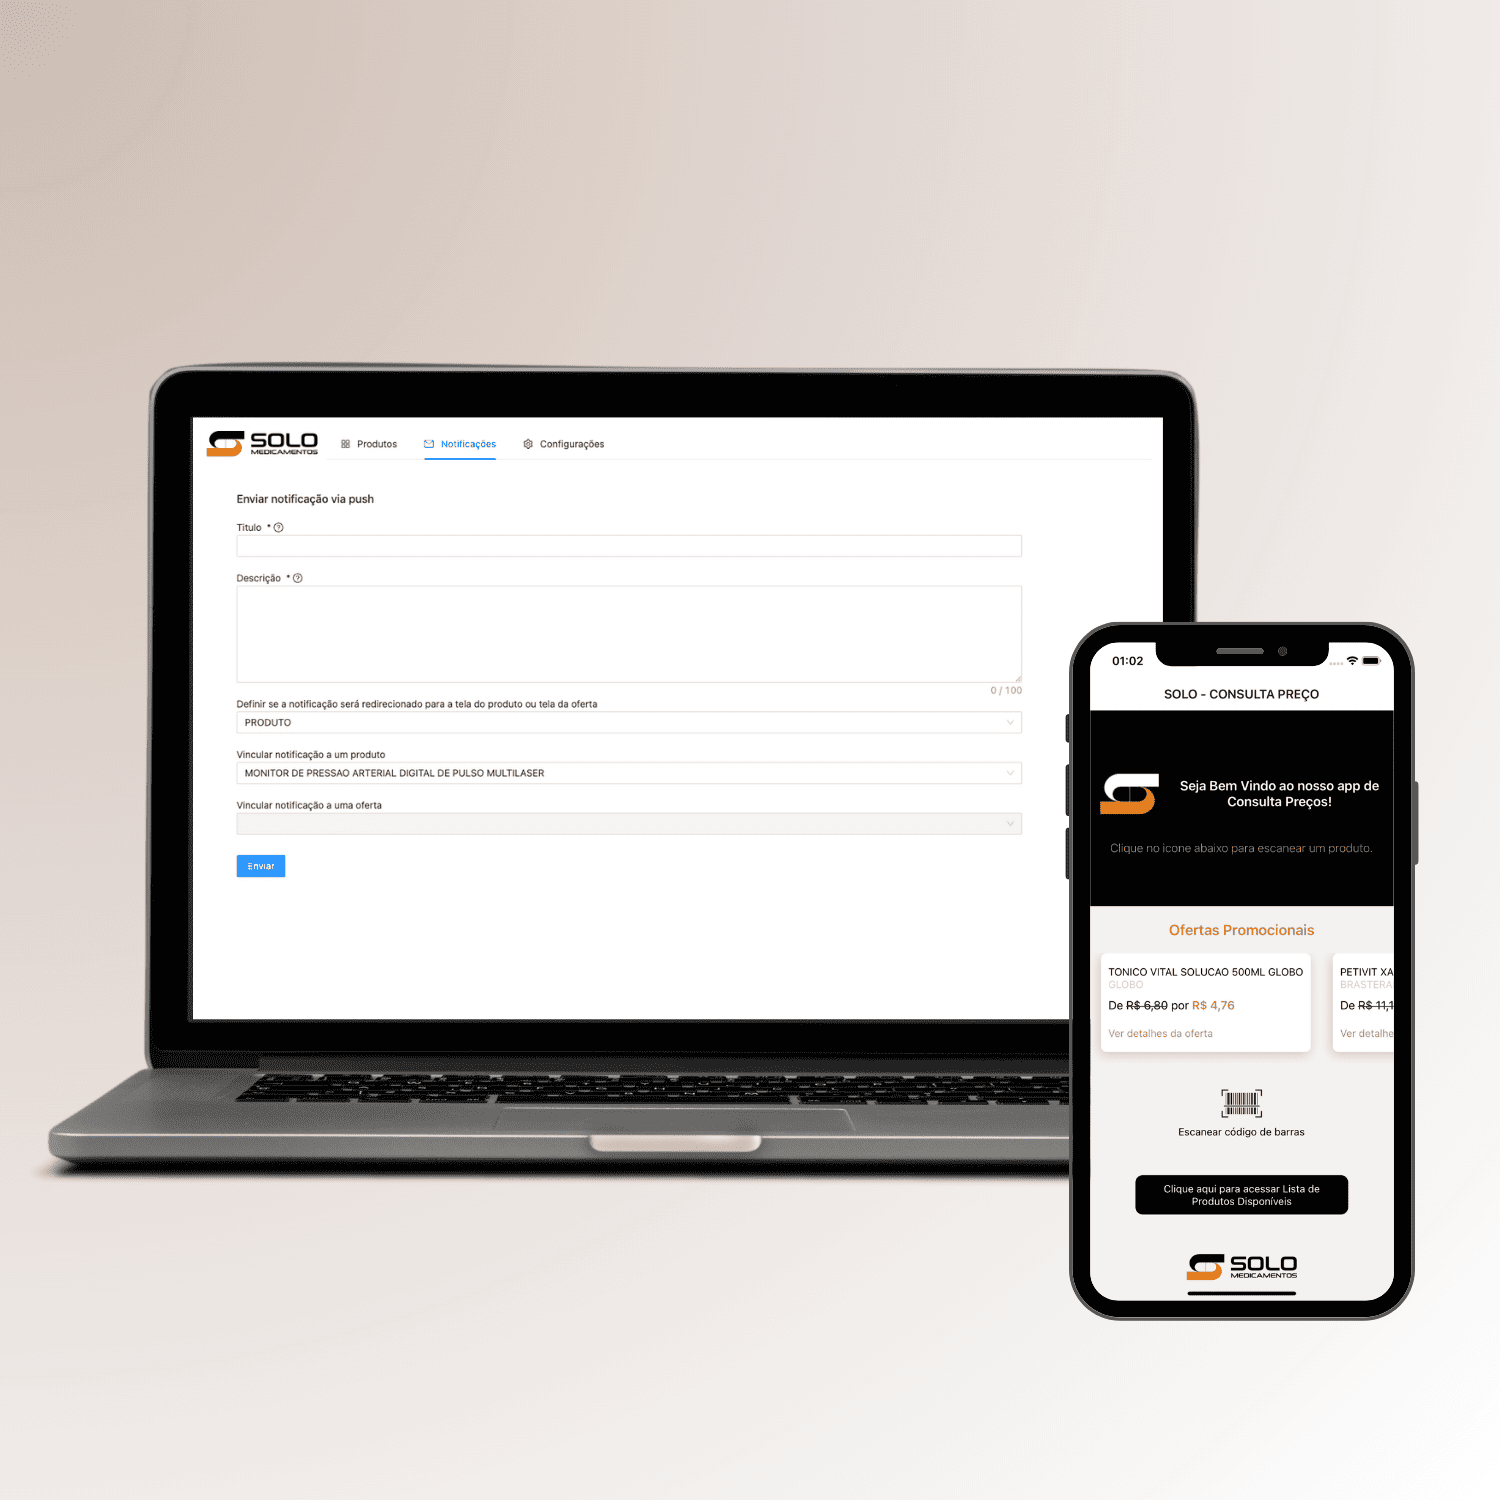 SOLO
MEDICAMENTOS
Produtos
Notificações
Configurações
Enviar notificação via push
Titulo *
Descrição *
0 / 100
Definir se a notificação será redirecionado para a tela do produto ou tela da oferta
PRODUTO
Vincular notificação a um produto
MONITOR DE PRESSAO ARTERIAL DIGITAL DE PULSO MULTILASER
Vincular notificação a uma oferta
Enviar
01:02
SOLO - CONSULTA PREÇO
Seja Bem Vindo ao nosso app de
Consulta Preços!
Clique no icone abaixo para escanear um produto.
Ofertas Promocionais
TONICO VITAL SOLUCAO 500ML GLOBO
GLOBO
De R$ 6,80 por R$ 4,76
Ver detalhes da oferta
PETIVIT XA
BRASTERA
De R$ 11,1
Ver detalhe
Escanear código de barras
Clique aqui para acessar Lista de
Produtos Disponíveis
SOLO
MEDICAMENTOS